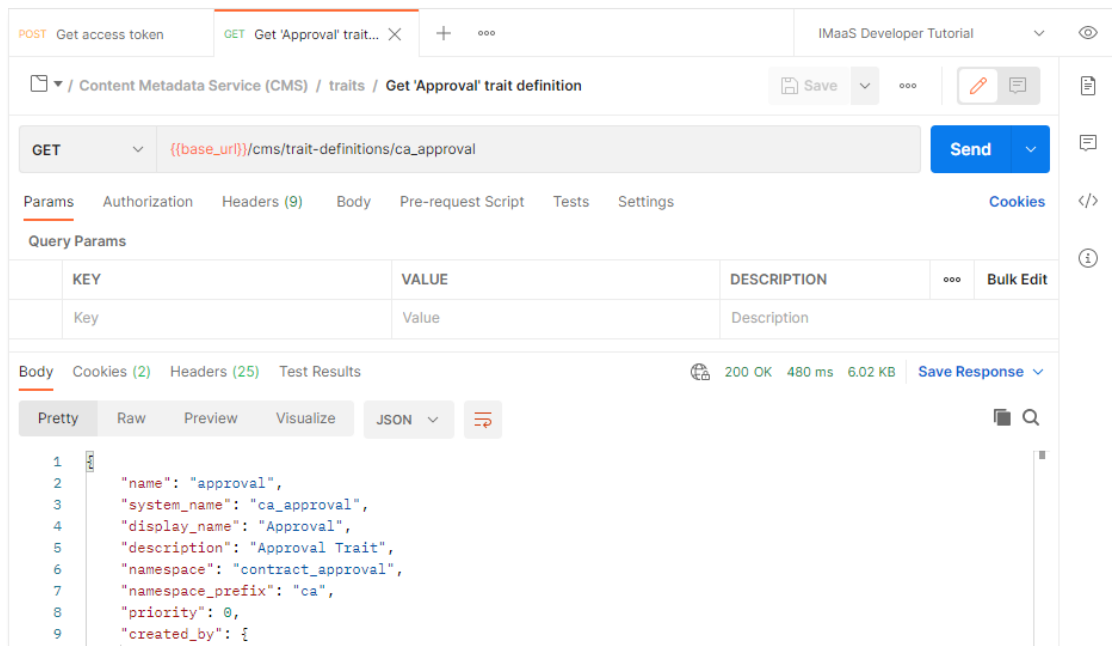 POST Get access token GET Get 'Approval' trait... IMaaS Developer Tutorial
/ Content Metadata Service (CMS) / traits / Get 'Approval' trait definition Save
GET {{base_url}}/cms/trait-definitions/ca_approval Send
Params Authorization Headers (9) Body Pre-request Script Tests Settings Cookies
Query Params
KEY VALUE DESCRIPTION Bulk Edit
Key Value Description
Body Cookies (2) Headers (25) Test Results 200 OK 480 ms 6.02 KB Save Response
Pretty Raw Preview Visualize JSON
1 {
2 "name": "approval",
3 "system_name": "ca_approval",
4 "display_name": "Approval",
5 "description": "Approval Trait",
6 "namespace": "contract_approval",
7 "namespace_prefix": "ca",
8 "priority": 0,
9 "created_by": {